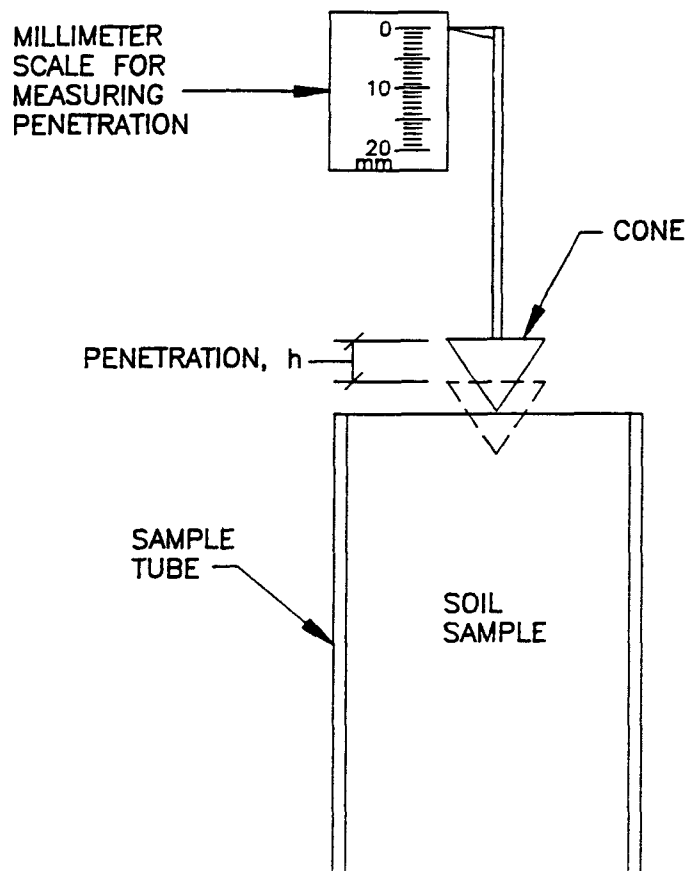 MILLIMETER
SCALE FOR
MEASURING
PENETRATION
0
10
20
mm
CONE
PENETRATION, h
SAMPLE
TUBE
SOIL
SAMPLE